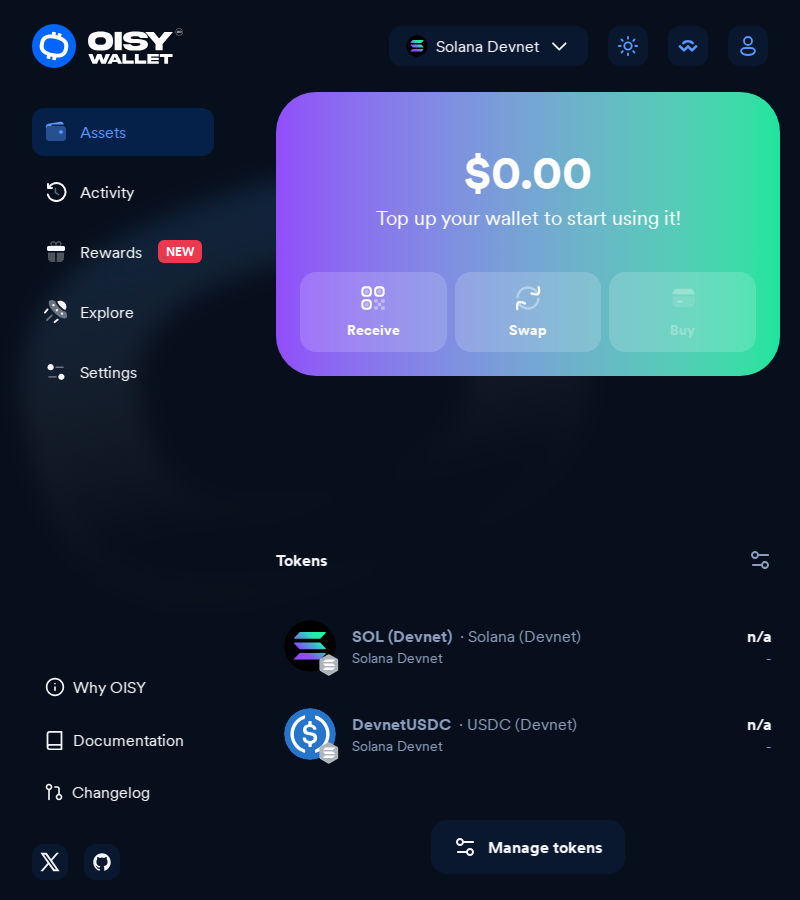 OISY
WALLET
Solana Devnet
Assets
Activity
Rewards NEW
Explore
Settings
$0.00
Top up your wallet to start using it!
Receive
Swap
Buy
Tokens
SOL (Devnet) · Solana (Devnet)
n/a
Solana Devnet
-
DevnetUSDC · USDC (Devnet)
n/a
Solana Devnet
-
Why OISY
Documentation
Changelog
Manage tokens